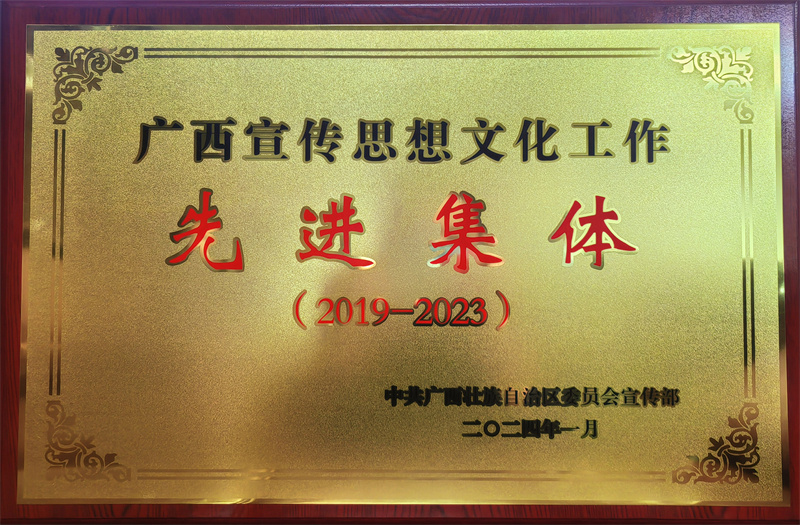 广西宣传思想文化工作
先进集体
（2019-2023）
中共广西壮族自治区委员会宣传部
二〇二四年一月